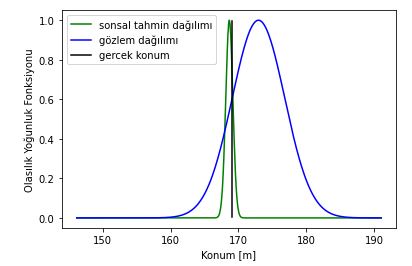 sonsal tahmin dağılımı
gözlem dağılımı
gercek konum
Olasılık Yoğunluk Fonksiyonu
1.0
0.8
0.6
0.4
0.2
0.0
150 160 170 180 190
Konum [m]